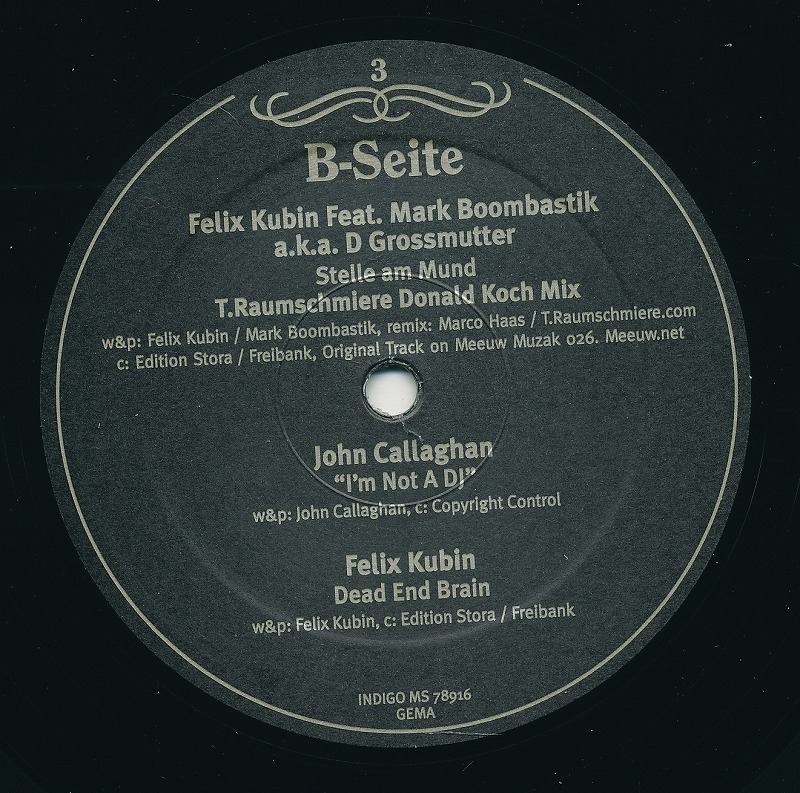 3
B-Seite
Felix Kubin Feat. Mark Boombastik
a.k.a. D Grossmutter
Stelle am Mund
T.Raumschmiere Donald Koch Mix
w&p: Felix Kubin / Mark Boombastik, remix: Marco Haas / T.Raumschmiere.com
c: Edition Stora / Freibank, Original Track on Meeuw Muzak 026. Meeuw.net
John Callaghan
“I'm Not A DJ”
w&p: John Callaghan, c: Copyright Control
Felix Kubin
Dead End Brain
w&p: Felix Kubin, c: Edition Stora / Freibank
INDIGO MS 78916
GEMA